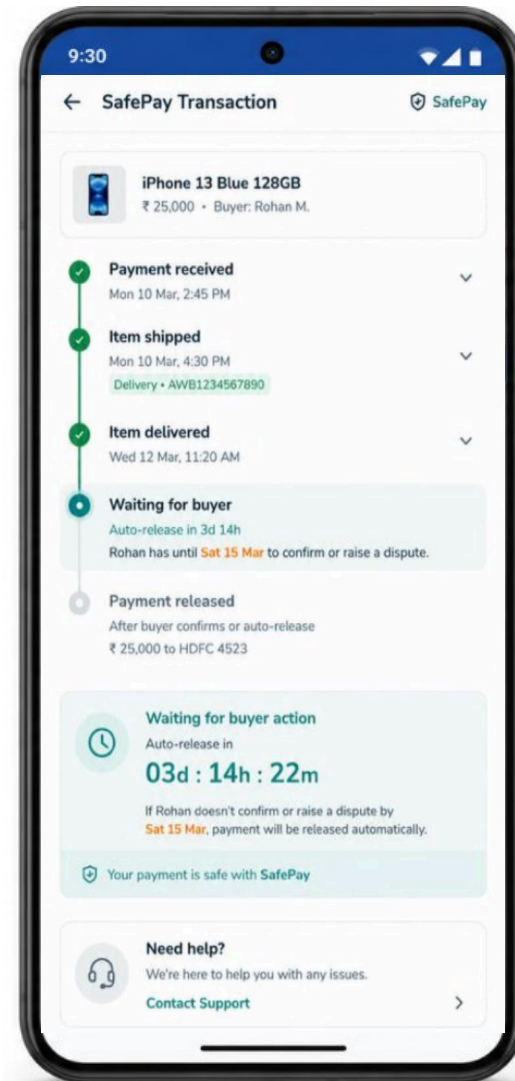 9:30
SafePay Transaction
SafePay
iPhone 13 Blue 128GB
₹ 25,000 • Buyer: Rohan M.
Payment received
Mon 10 Mar, 2:45 PM
Item shipped
Mon 10 Mar, 4:30 PM
Delivery • AWB1234567890
Item delivered
Wed 12 Mar, 11:20 AM
Waiting for buyer
Auto-release in 3d 14h
Rohan has until Sat 15 Mar to confirm or raise a dispute.
Payment released
After buyer confirms or auto-release
₹ 25,000 to HDFC 4523
Waiting for buyer action
Auto-release in
03d : 14h : 22m
If Rohan doesn't confirm or raise a dispute by
Sat 15 Mar, payment will be released automatically.
Your payment is safe with SafePay
Need help?
We're here to help you with any issues.
Contact Support